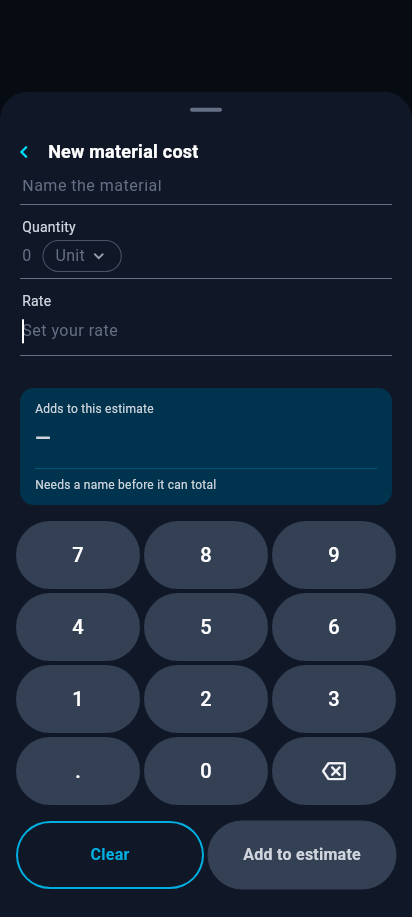 New material cost
Name the material
Quantity
0 Unit
Rate
Set your rate
Adds to this estimate
—
Needs a name before it can total
7 8 9
4 5 6
1 2 3
. 0
Clear Add to estimate